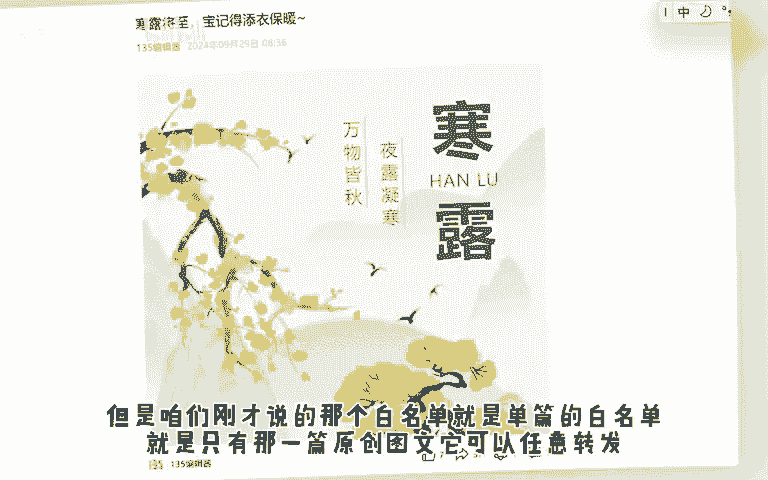 寒露将至,宝记得添衣保暖~
135编辑器 2024年09月29日 08:36
中
寒露
HAN LU
夜露凝寒
万物皆秋
但是咱们刚才说的那个白名单就是单篇的白名单
就是只有那一篇原创图文它可以任意转发
135编辑器